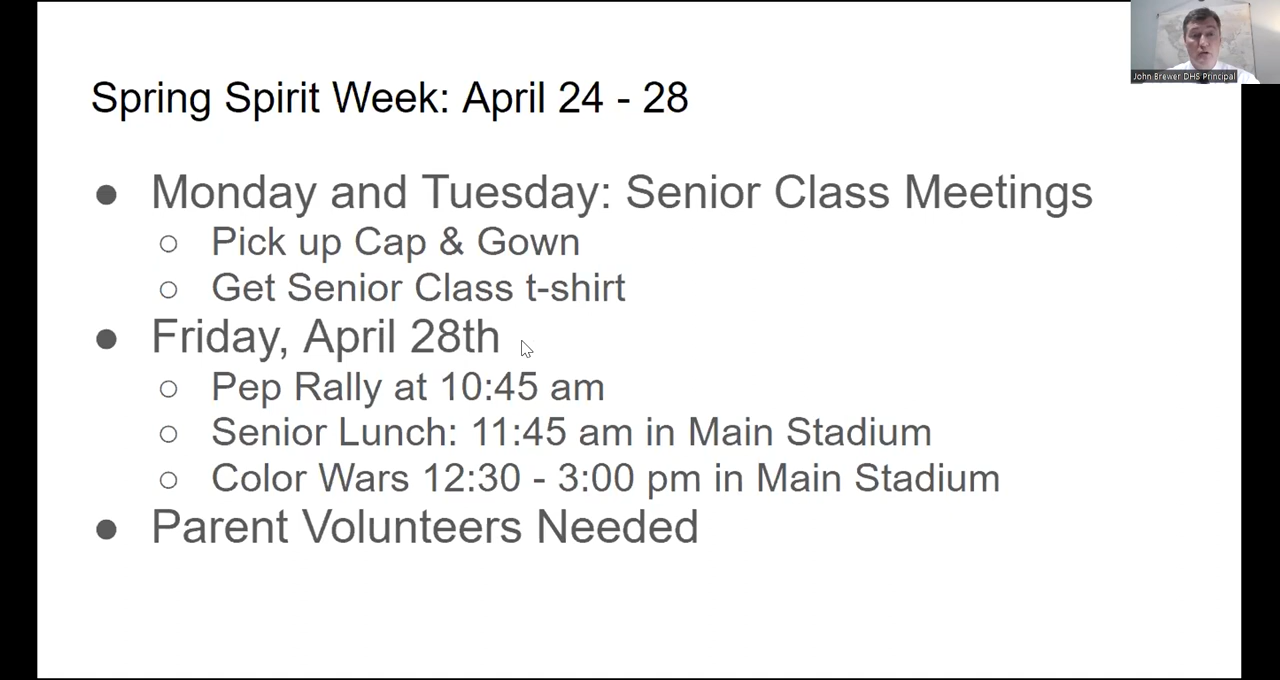 John Brewer DHS Principal
Spring Spirit Week: April 24 - 28
● Monday and Tuesday: Senior Class Meetings
○ Pick up Cap & Gown
○ Get Senior Class t-shirt
● Friday, April 28th
○ Pep Rally at 10:45 am
○ Senior Lunch: 11:45 am in Main Stadium
○ Color Wars 12:30 - 3:00 pm in Main Stadium
● Parent Volunteers Needed